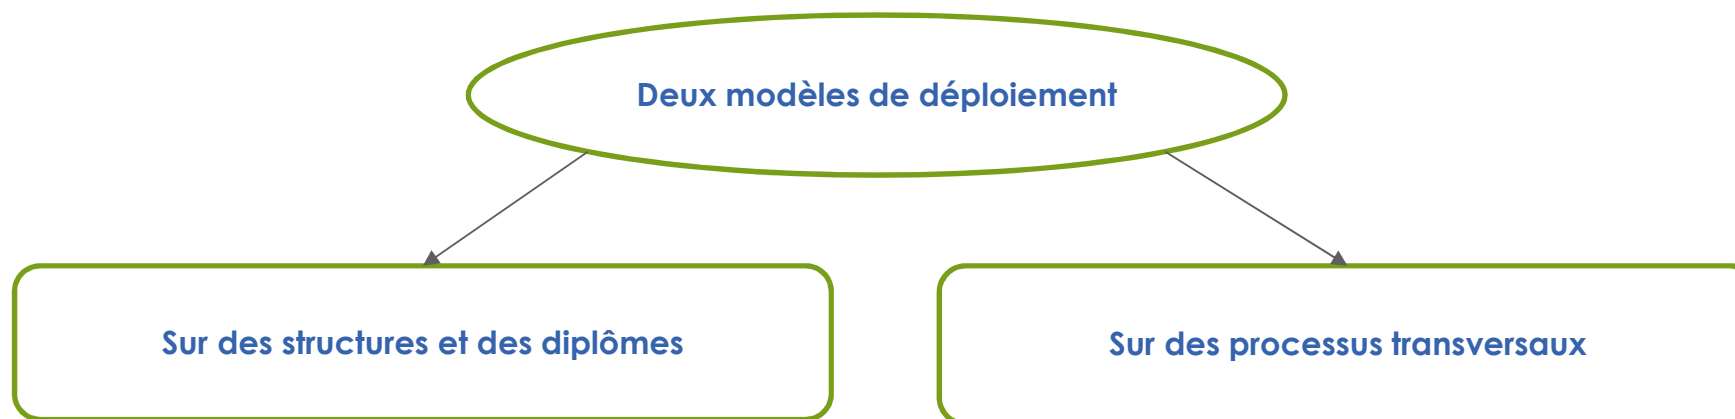 Deux modèles de déploiement
Sur des structures et des diplômes
Sur des processus transversaux